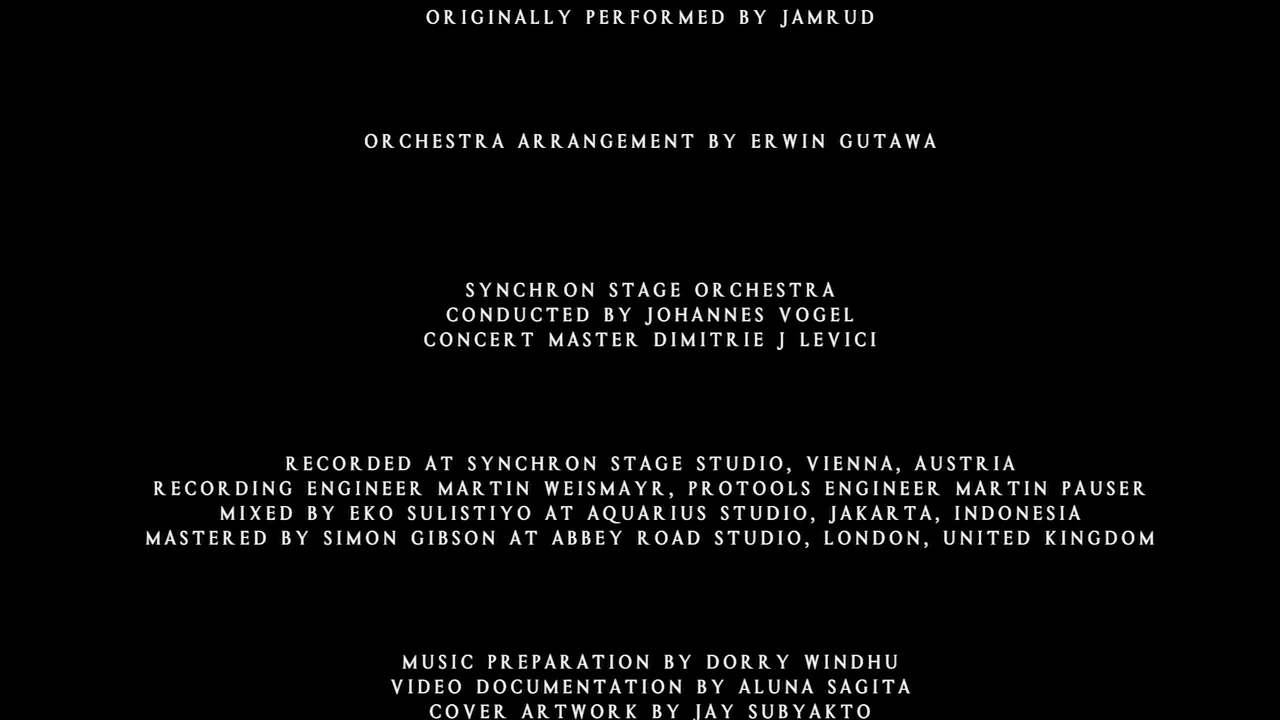 ORIGINALLY PERFORMED BY JAMRUD
ORCHESTRA ARRANGEMENT BY ERWIN GUTAWA
SYNCHRON STAGE ORCHESTRA
CONDUCTED BY JOHANNES VOGEL
CONCERT MASTER DIMITRIE J LEVICI
RECORDED AT SYNCHRON STAGE STUDIO, VIENNA, AUSTRIA
RECORDING ENGINEER MARTIN WEISMAYR, PROTOOLS ENGINEER MARTIN PAUSER
MIXED BY EKO SULISTIYO AT AQUARIUS STUDIO, JAKARTA, INDONESIA
MASTERED BY SIMON GIBSON AT ABBEY ROAD STUDIO, LONDON, UNITED KINGDOM
MUSIC PREPARATION BY DORRY WINDHU
VIDEO DOCUMENTATION BY ALUNA SAGITA
COVER ARTWORK BY JAY SUBYAKTO